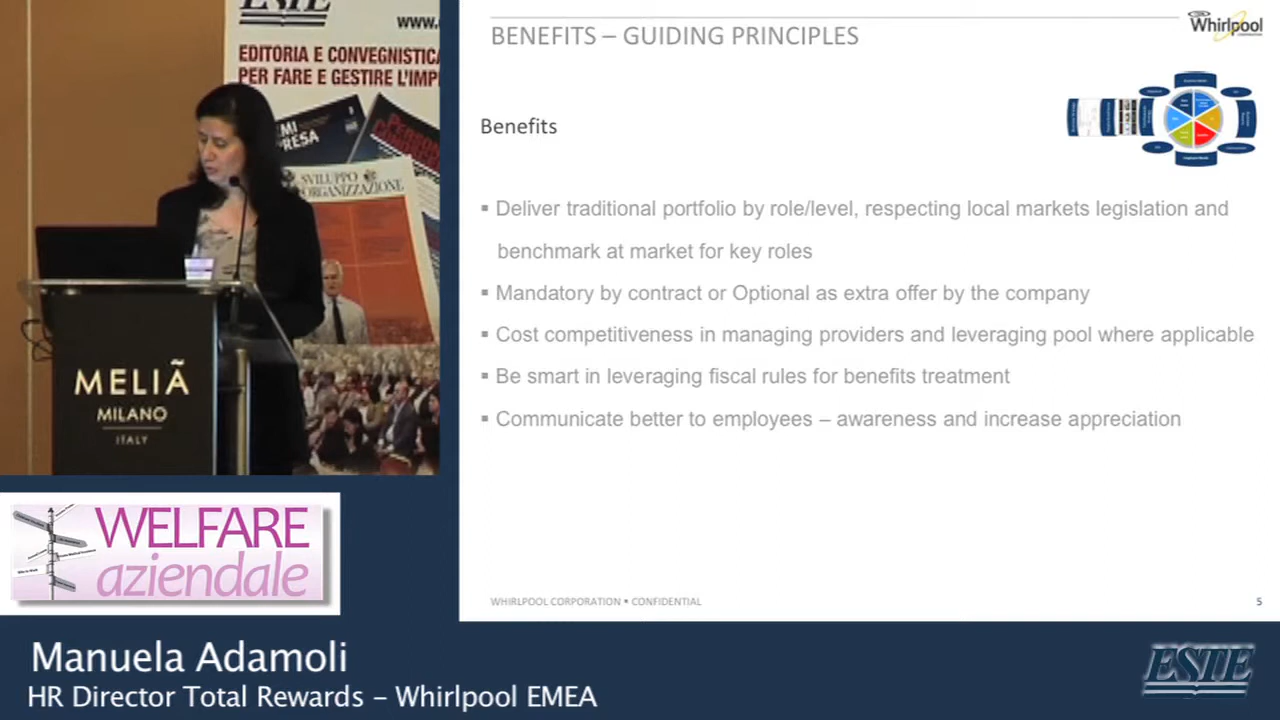 ESTE
www.
EDITORIA E CONVEGNISTICA
PER FARE E GESTIRE L'IMP
SVILUPPO
ORGANIZZAZIONE
MELIÃ
MILANO
ITALY
BENEFITS – GUIDING PRINCIPLES
Whirlpool
CORPORATION
Benefits
▪ Deliver traditional portfolio by role/level, respecting local markets legislation and
benchmark at market for key roles
▪ Mandatory by contract or Optional as extra offer by the company
▪ Cost competitiveness in managing providers and leveraging pool where applicable
▪ Be smart in leveraging fiscal rules for benefits treatment
▪ Communicate better to employees – awareness and increase appreciation
WHIRLPOOL CORPORATION • CONFIDENTIAL
5
WELFARE
aziendale
Manuela Adamoli
HR Director Total Rewards – Whirlpool EMEA
ESTE